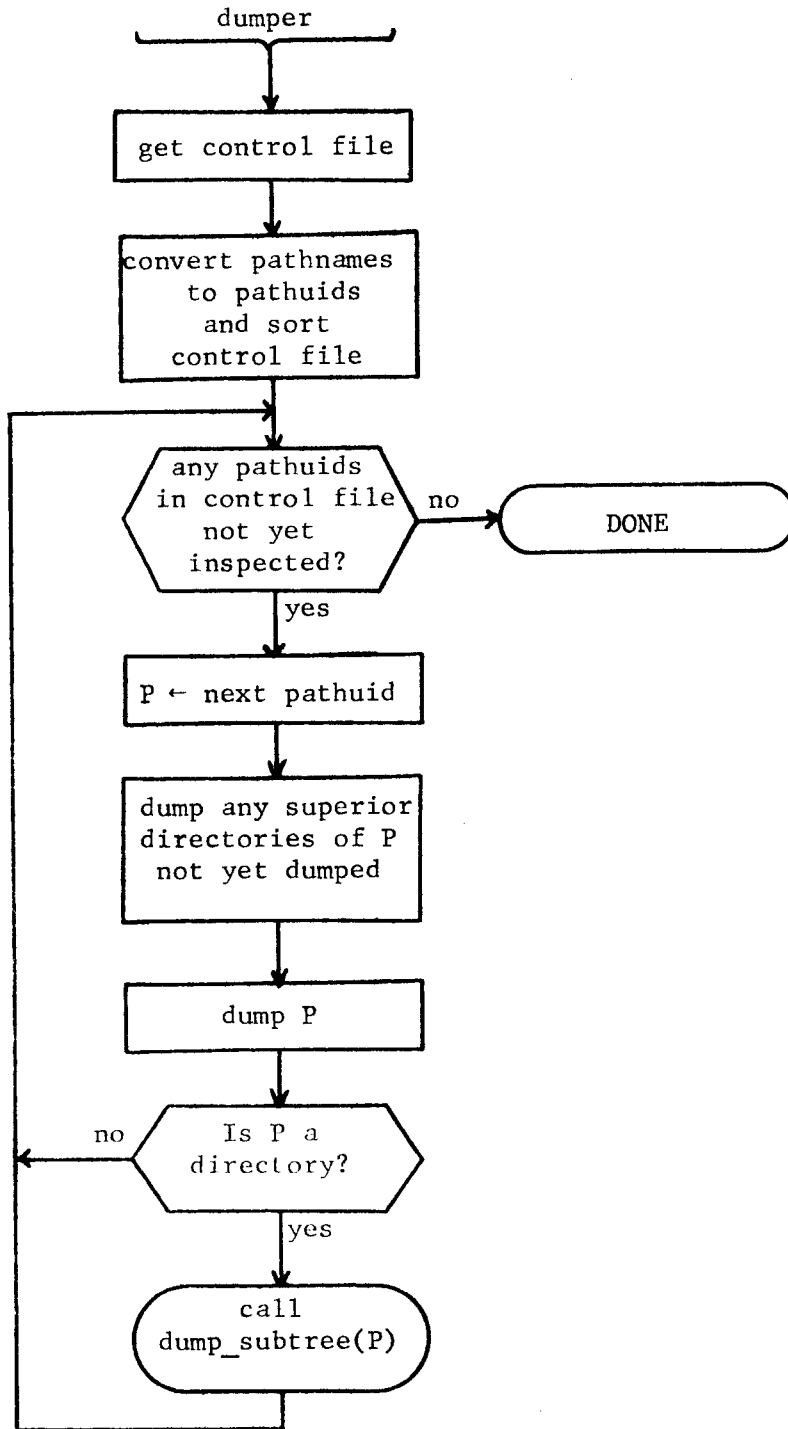 dumper
get control file
convert pathnames
to pathuids
and sort
control file
any pathuids
in control file
not yet
inspected?
no
DONE
yes
P ← next pathuid
dump any superior
directories of P
not yet dumped
dump P
no
Is P a
directory?
yes
call
dump_subtree(P)